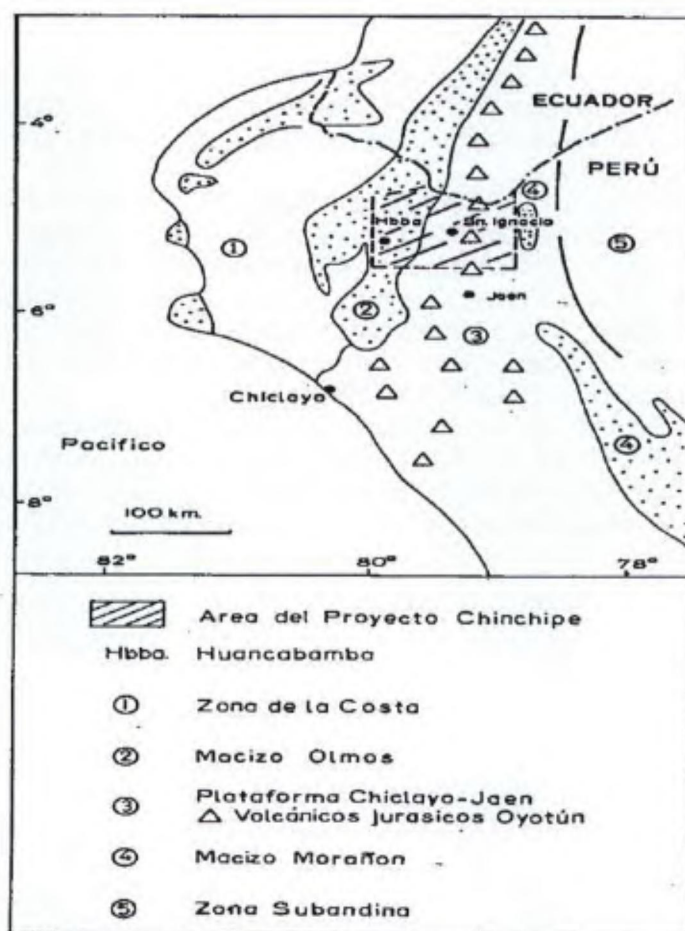 ECUADOR
4°
PERÚ
④
Hbba.
Sn. Ignacio
①
⑤
Jaen
6°
②
③
Chiclayo
Pacifico
④
8°
100 km.
82°
80°
78°
Area del Proyecto Chinchipe
Hbba. Huancabamba
① Zona de la Costa
② Macizo Olmos
③ Plataforma Chiclayo-Jaen
△ Volcánicos Jurasicos Oyotún
④ Macizo Morañon
⑤ Zona Subandina